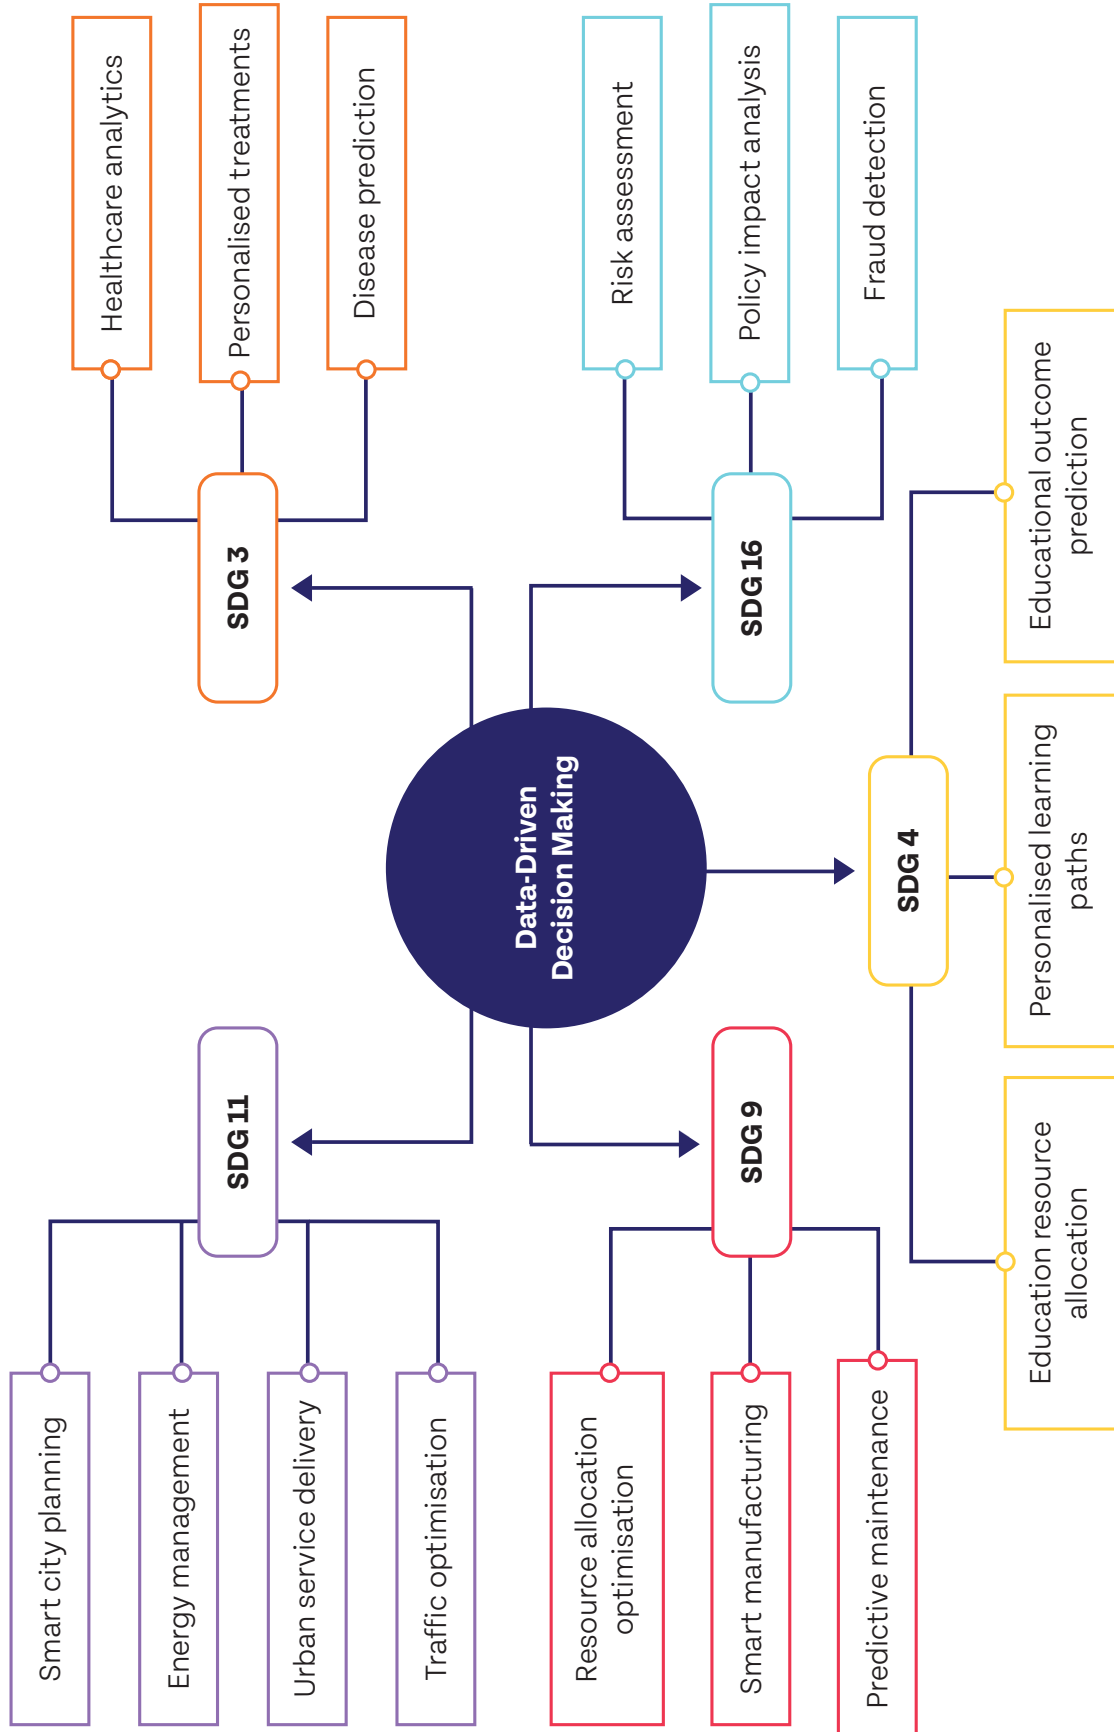 Smart city planning
Energy management
Urban service delivery
Traffic optimisation
SDG 11
Healthcare analytics
Personalised treatments
Disease prediction
SDG 3
Data-Driven
Decision Making
Resource allocation
optimisation
Smart manufacturing
Predictive maintenance
SDG 9
Risk assessment
Policy impact analysis
Fraud detection
SDG 16
SDG 4
Education resource
allocation
Personalised learning
paths
Educational outcome
prediction